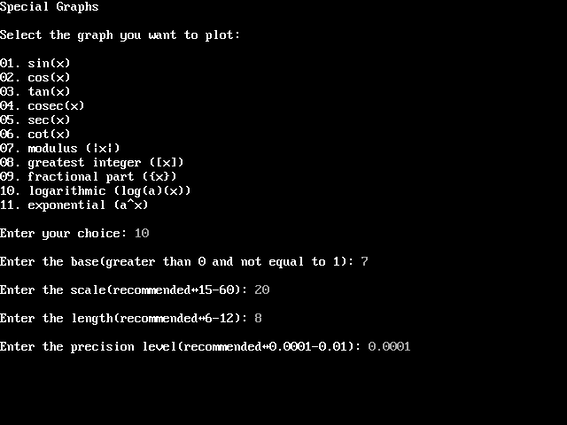 Special Graphs
Select the graph you want to plot:
01. sin(x)
02. cos(x)
03. tan(x)
04. cosec(x)
05. sec(x)
06. cot(x)
07. modulus (¦x¦)
08. greatest integer ([x])
09. fractional part ({x})
10. logarithmic (log(a)(x))
11. exponential (a^x)
Enter your choice: 10
Enter the base(greater than 0 and not equal to 1): 7
Enter the scale(recommended↔15-60): 20
Enter the length(recommended↔6-12): 8
Enter the precision level(recommended↔0.0001-0.01): 0.0001